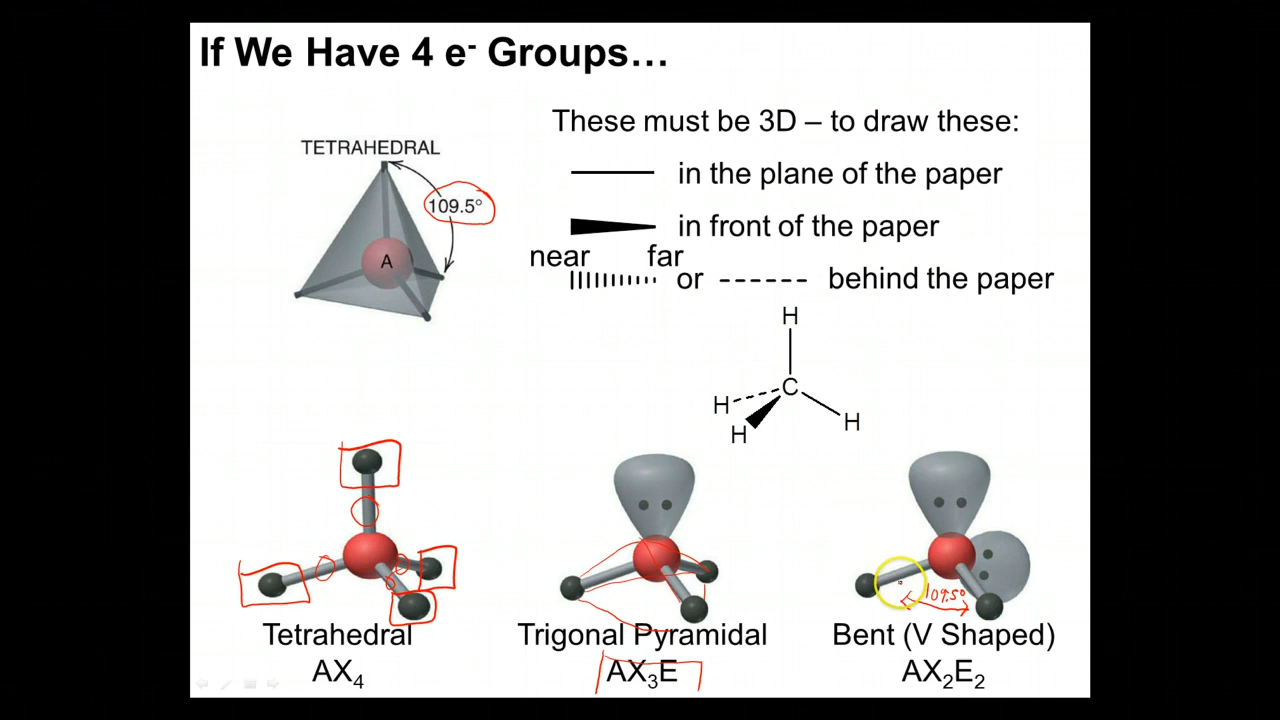 If We Have 4 e⁻ Groups…
These must be 3D – to draw these:
TETRAHEDRAL
109.5°
A
in the plane of the paper
in front of the paper
near far
or behind the paper
H
C
H
H
H
109.5°
Tetrahedral
AX₄
Trigonal Pyramidal
AX₃E
Bent (V Shaped)
AX₂E₂